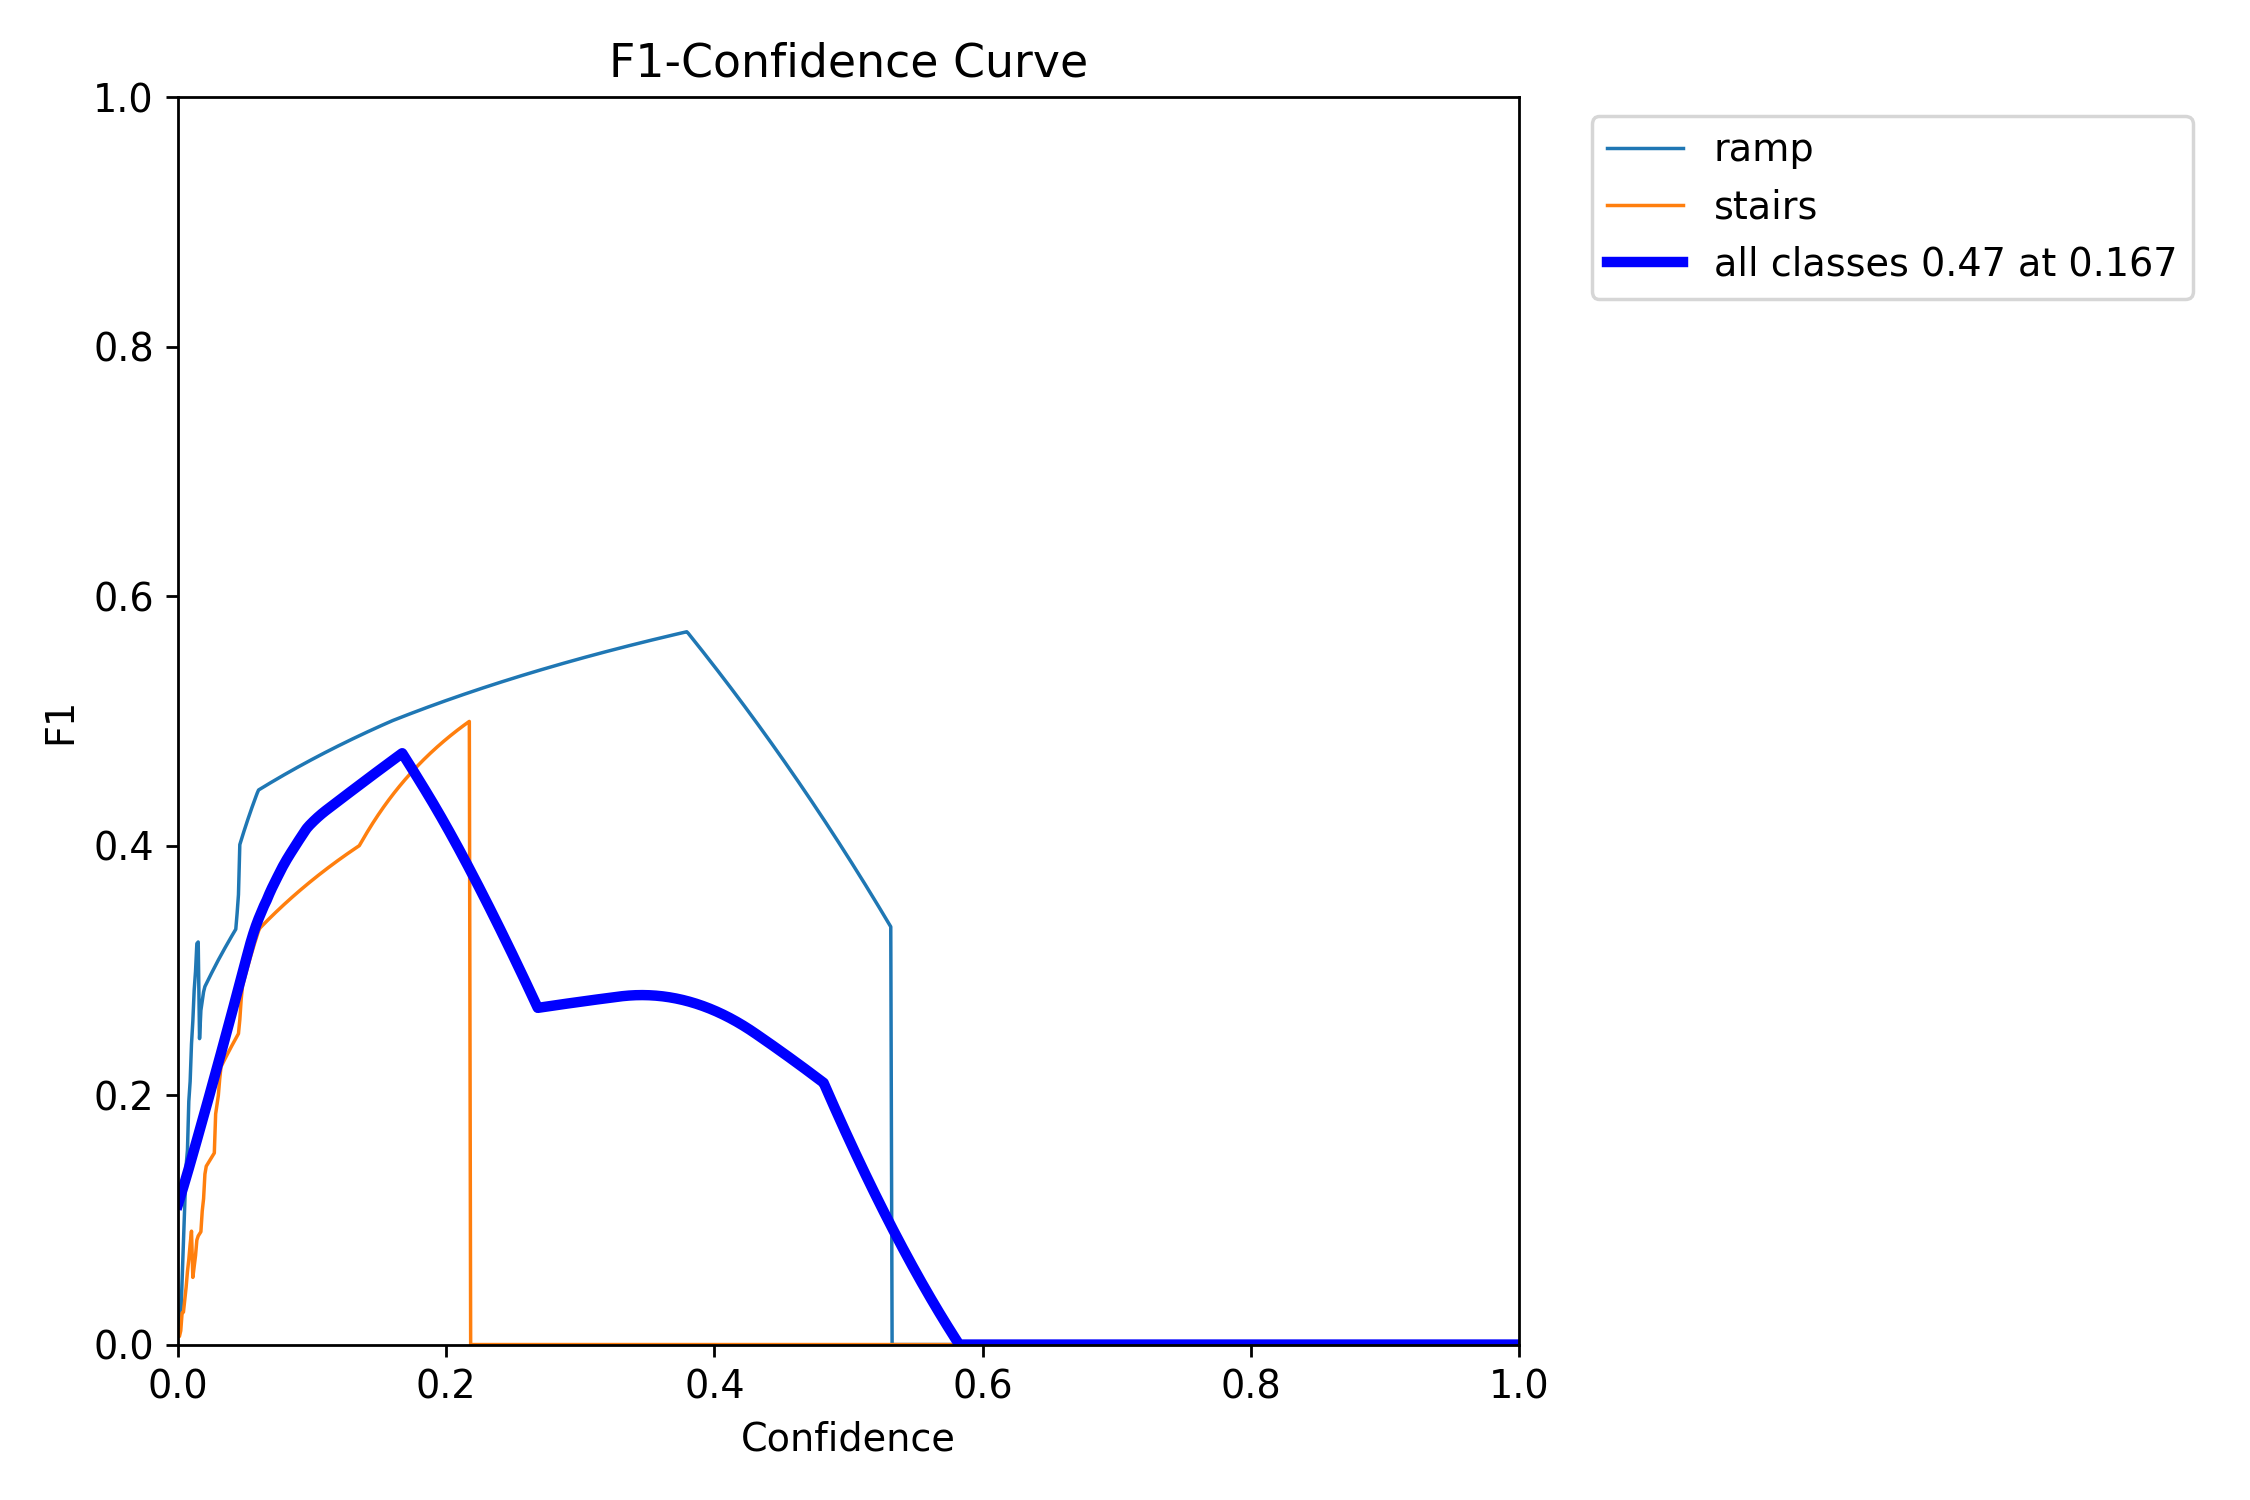 F1-Confidence Curve
1.0
0.8
0.6
0.4
0.2
0.0
F1
0.0 0.2 0.4 0.6 0.8 1.0
Confidence
ramp
stairs
all classes 0.47 at 0.167